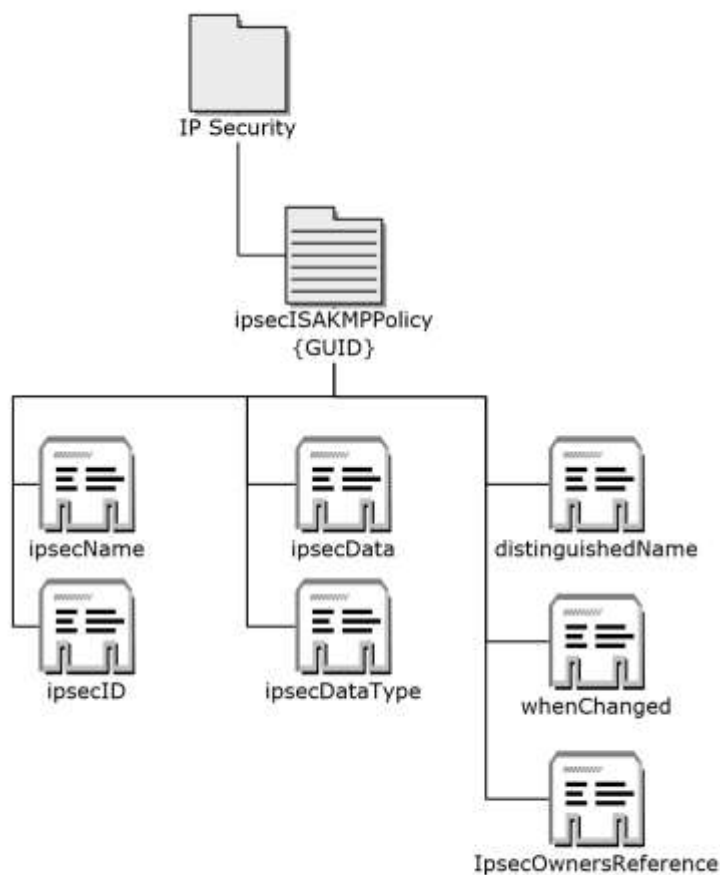 IP Security
ipsecISAKMPPolicy
{GUID}
ipsecName
ipsecData
distinguishedName
ipsecID
ipsecDataType
whenChanged
IpsecOwnersReference